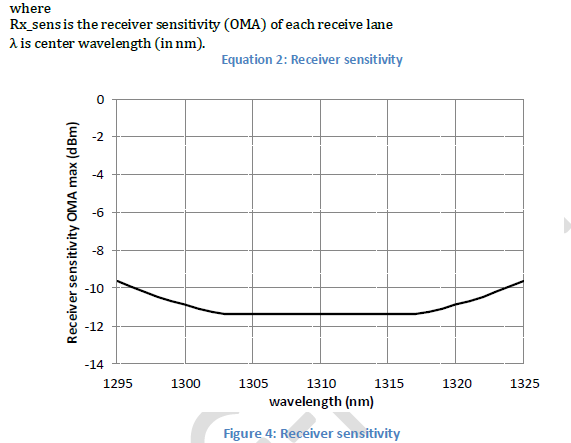 where
Rx_sens is the receiver sensitivity (OMA) of each receive lane
λ is center wavelength (in nm).
Equation 2: Receiver sensitivity
Receiver sensitivity OMA max (dBm)
0
-2
-4
-6
-8
-10
-12
-14
1295 1300 1305 1310 1315 1320 1325
wavelength (nm)
Figure 4: Receiver sensitivity